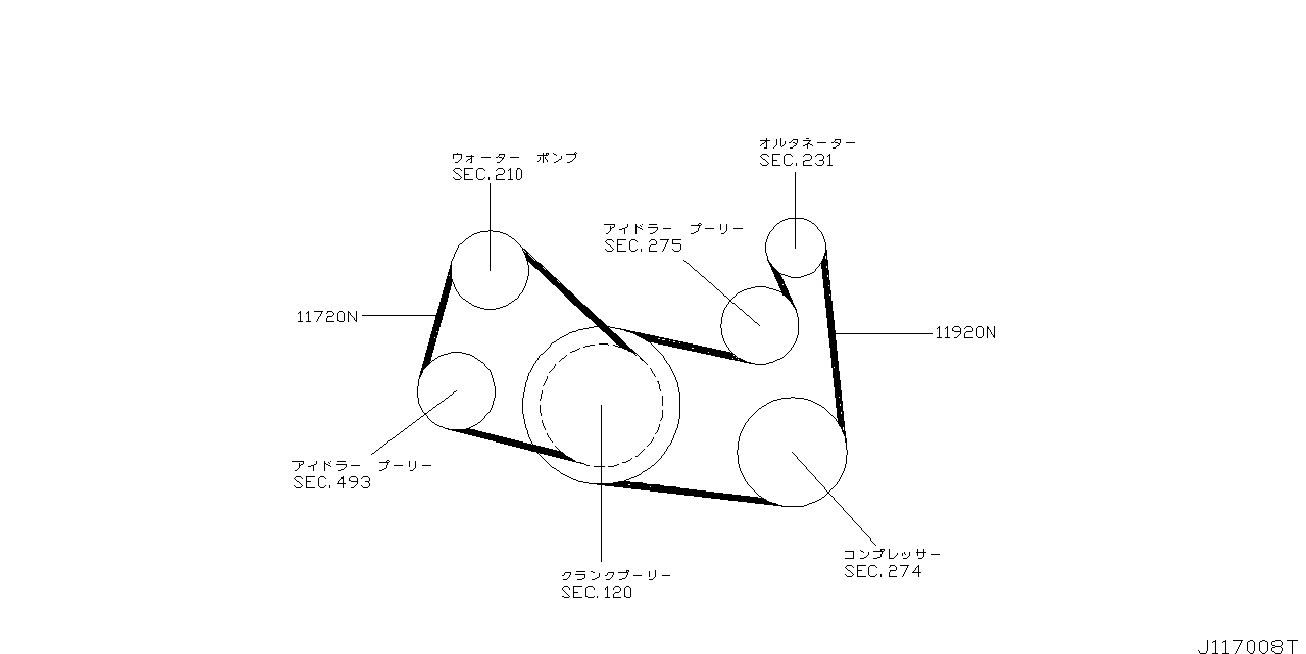 オルタネーター
SEC.231
ウォーター ポンプ
SEC.210
アイドラー プーリー
SEC.275
11720N
11920N
アイドラー プーリー
SEC.493
コンプレッサー
SEC.274
クランクプーリー
SEC.120
J117008T